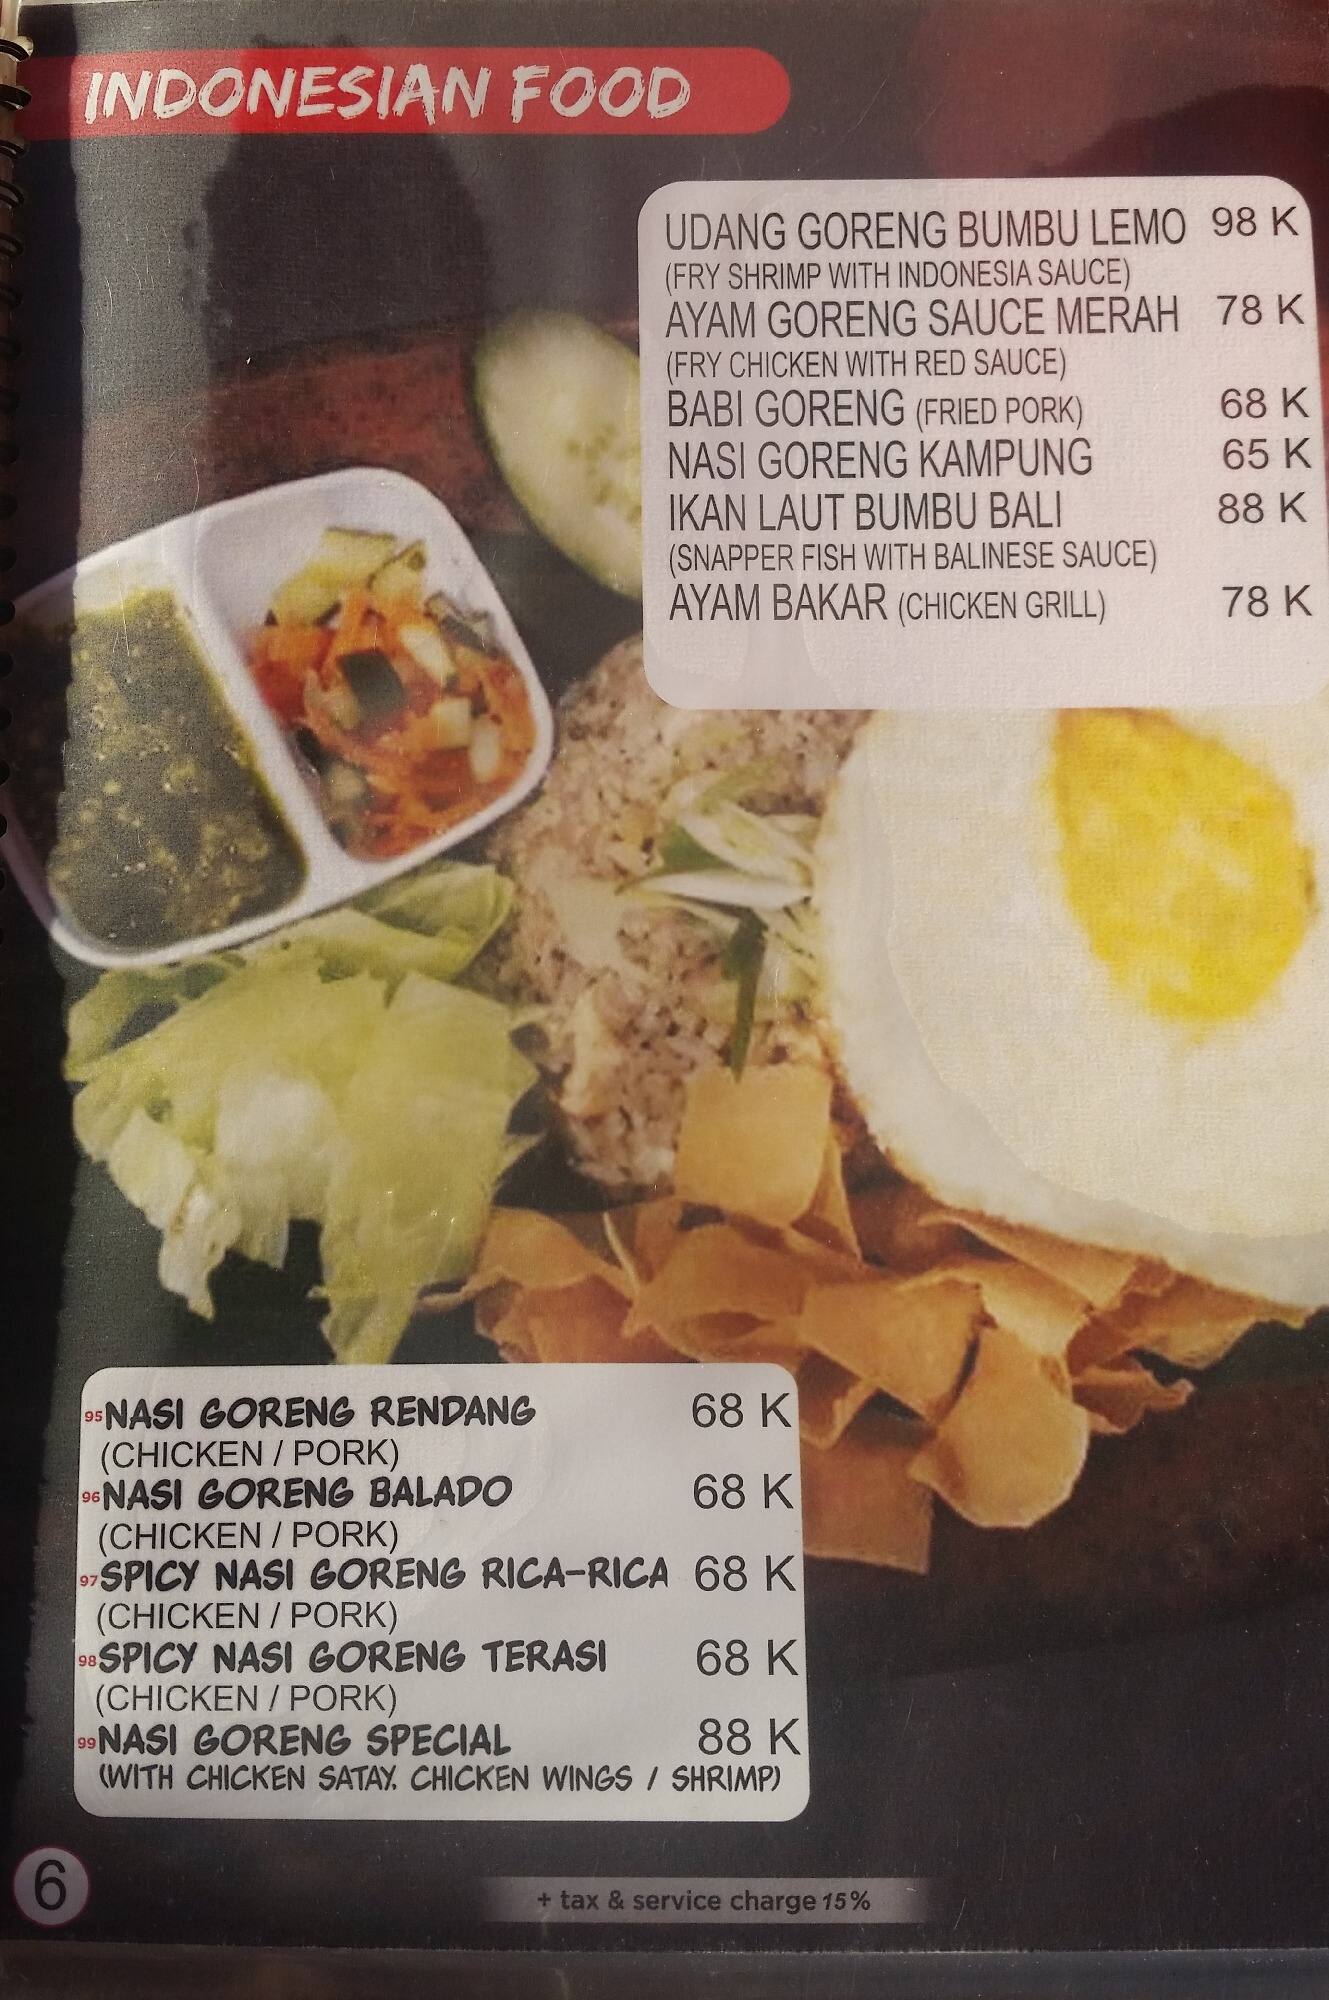 INDONESIAN FOOD
UDANG GORENG BUMBU LEMO 98 K
(FRY SHRIMP WITH INDONESIA SAUCE)
AYAM GORENG SAUCE MERAH 78 K
(FRY CHICKEN WITH RED SAUCE)
BABI GORENG (FRIED PORK) 68 K
NASI GORENG KAMPUNG 65 K
IKAN LAUT BUMBU BALI 88 K
(SNAPPER FISH WITH BALINESE SAUCE)
AYAM BAKAR (CHICKEN GRILL) 78 K
95 NASI GORENG RENDANG 68 K
(CHICKEN / PORK)
96 NASI GORENG BALADO 68 K
(CHICKEN / PORK)
97 SPICY NASI GORENG RICA-RICA 68 K
(CHICKEN / PORK)
98 SPICY NASI GORENG TERASI 68 K
(CHICKEN / PORK)
99 NASI GORENG SPECIAL 88 K
(WITH CHICKEN SATAY. CHICKEN WINGS / SHRIMP)
6
+ tax & service charge 15%